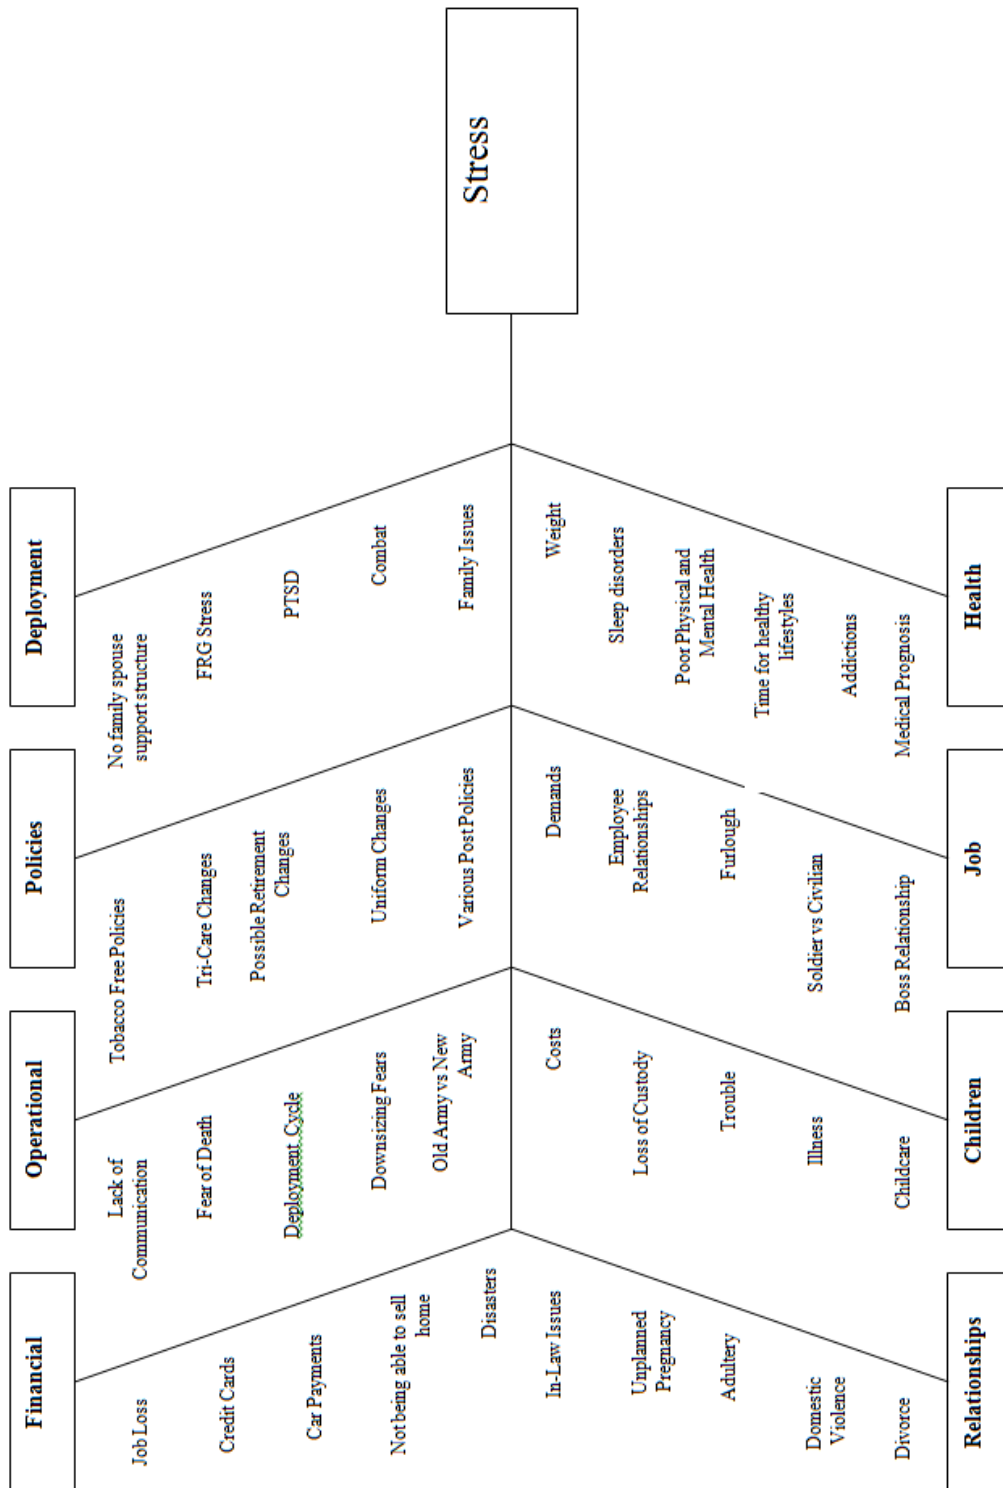 Financial
Job Loss
Credit Cards
Car Payments
Not being able to sell
home
Disasters
Operational
Lack of
Communication
Fear of Death
Deployment Cycle
Downsizing Fears
Old Army vs New
Army
Policies
Tobacco Free Policies
Tri-Care Changes
Possible Retirement
Changes
Uniform Changes
Various Post Policies
Deployment
No family spouse
support structure
FRG Stress
PTSD
Combat
Family Issues
Stress
Relationships
In-Law Issues
Unplanned
Pregnancy
Adultery
Domestic
Violence
Divorce
Children
Costs
Loss of Custody
Trouble
Illness
Childcare
Job
Demands
Employee
Relationships
Furlough
Soldier vs Civilian
Boss Relationship
Health
Weight
Sleep disorders
Poor Physical and
Mental Health
Time for healthy
lifestyles
Addictions
Medical Prognosis